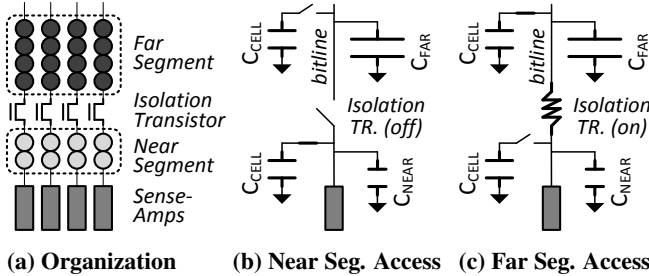 Far
Segment
Isolation
Transistor
Near
Segment
Sense-
Amps
(a) Organization
C_CELL
bitline
C_FAR
Isolation
TR. (off)
C_CELL
C_NEAR
(b) Near Seg. Access
C_CELL
bitline
C_FAR
Isolation
TR. (on)
C_CELL
C_NEAR
(c) Far Seg. Access